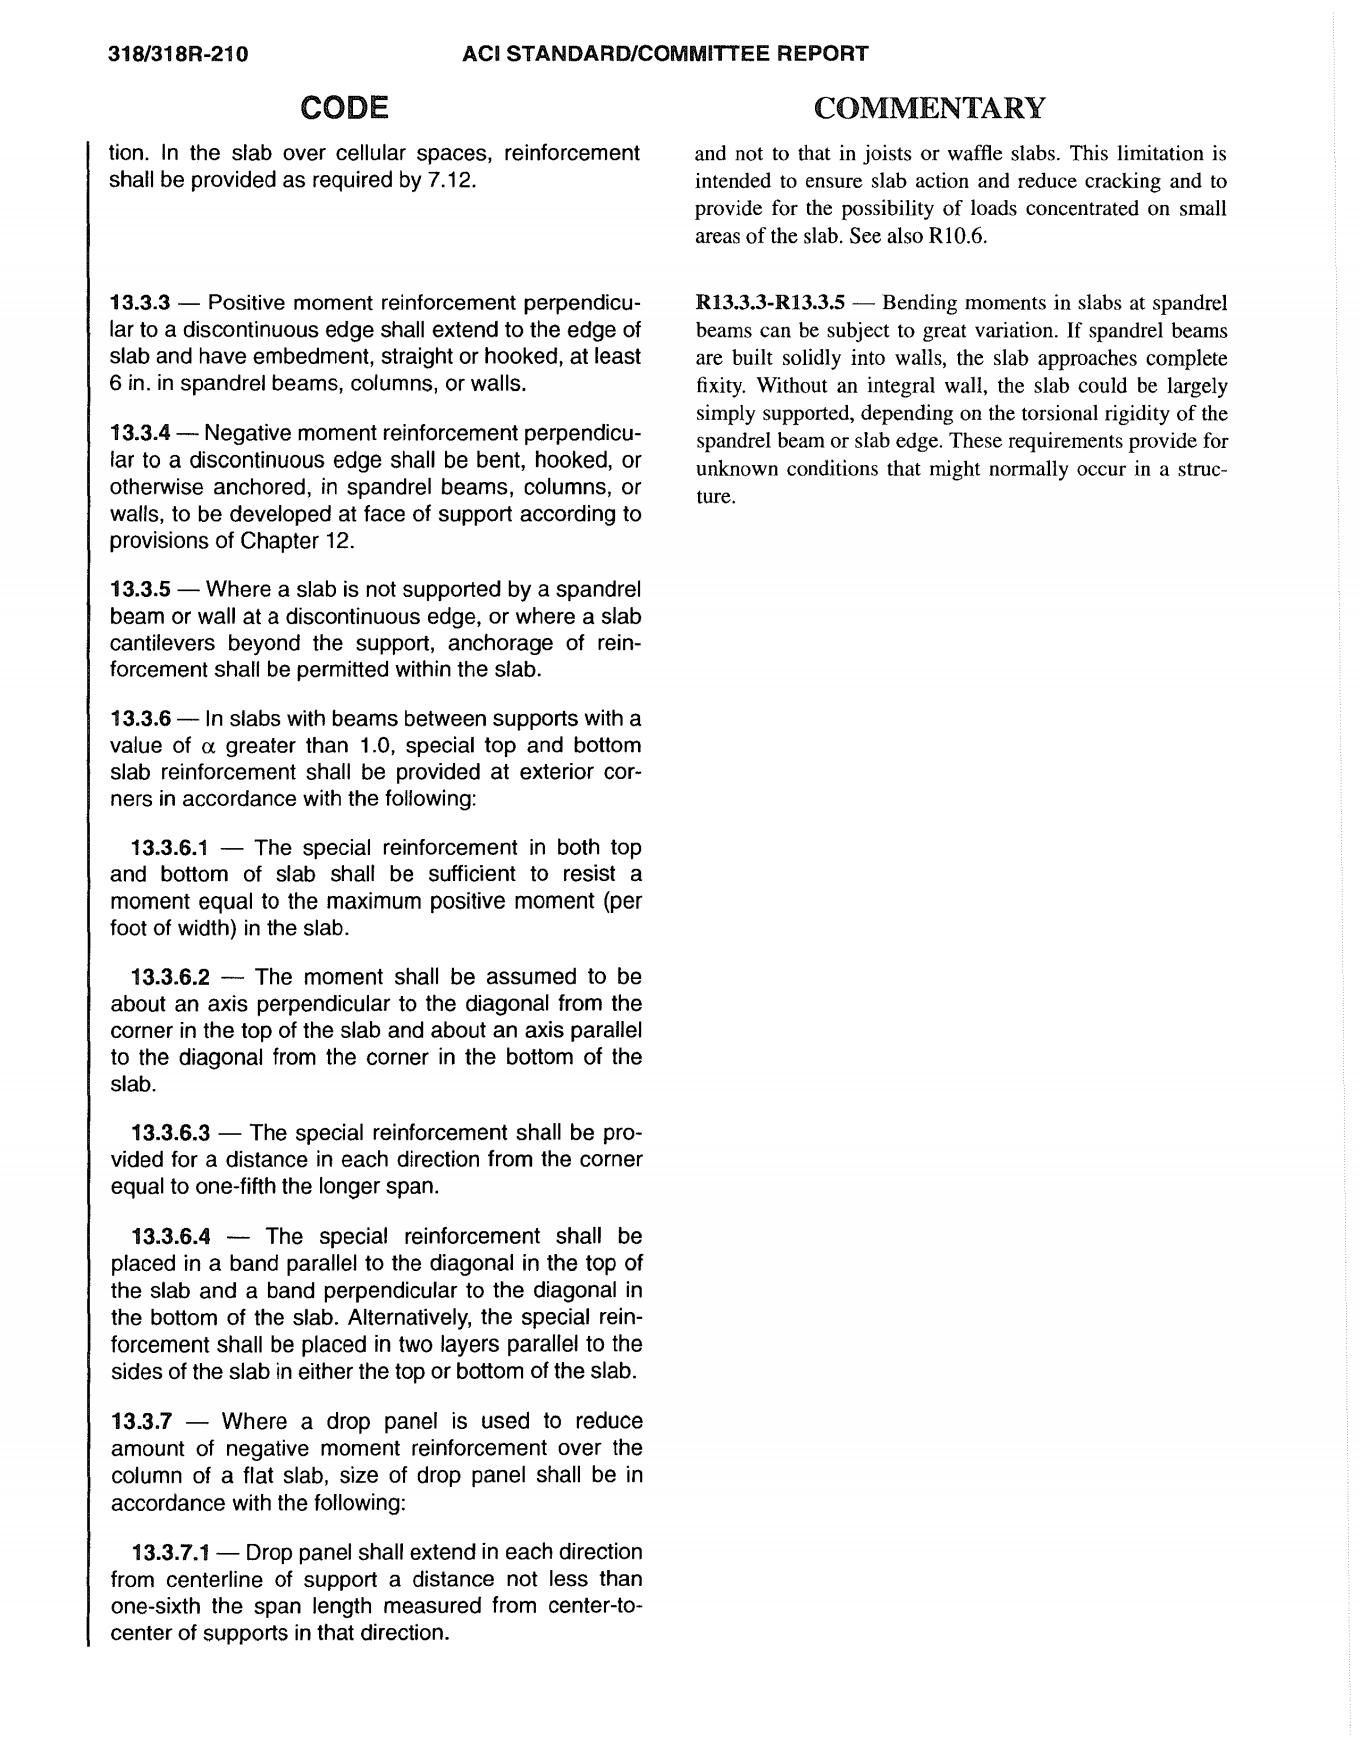 318/318R-210
ACI STANDARD/COMMITTEE REPORT
CODE
tion. In the slab over cellular spaces, reinforcement
shall be provided as required by 7.12.
13.3.3 — Positive moment reinforcement perpendicu-
lar to a discontinuous edge shall extend to the edge of
slab and have embedment, straight or hooked, at least
6 in. in spandrel beams, columns, or walls.
13.3.4 — Negative moment reinforcement perpendicu-
lar to a discontinuous edge shall be bent, hooked, or
otherwise anchored, in spandrel beams, columns, or
walls, to be developed at face of support according to
provisions of Chapter 12.
13.3.5 — Where a slab is not supported by a spandrel
beam or wall at a discontinuous edge, or where a slab
cantilevers beyond the support, anchorage of rein-
forcement shall be permitted within the slab.
13.3.6 — In slabs with beams between supports with a
value of α greater than 1.0, special top and bottom
slab reinforcement shall be provided at exterior cor-
ners in accordance with the following:
13.3.6.1 — The special reinforcement in both top
and bottom of slab shall be sufficient to resist a
moment equal to the maximum positive moment (per
foot of width) in the slab.
13.3.6.2 — The moment shall be assumed to be
about an axis perpendicular to the diagonal from the
corner in the top of the slab and about an axis parallel
to the diagonal from the corner in the bottom of the
slab.
13.3.6.3 — The special reinforcement shall be pro-
vided for a distance in each direction from the corner
equal to one-fifth the longer span.
13.3.6.4 — The special reinforcement shall be
placed in a band parallel to the diagonal in the top of
the slab and a band perpendicular to the diagonal in
the bottom of the slab. Alternatively, the special rein-
forcement shall be placed in two layers parallel to the
sides of the slab in either the top or bottom of the slab.
13.3.7 — Where a drop panel is used to reduce
amount of negative moment reinforcement over the
column of a flat slab, size of drop panel shall be in
accordance with the following:
13.3.7.1 — Drop panel shall extend in each direction
from centerline of support a distance not less than
one-sixth the span length measured from center-to-
center of supports in that direction.
COMMENTARY
and not to that in joists or waffle slabs. This limitation is
intended to ensure slab action and reduce cracking and to
provide for the possibility of loads concentrated on small
areas of the slab. See also R10.6.
R13.3.3-R13.3.5 — Bending moments in slabs at spandrel
beams can be subject to great variation. If spandrel beams
are built solidly into walls, the slab approaches complete
fixity. Without an integral wall, the slab could be largely
simply supported, depending on the torsional rigidity of the
spandrel beam or slab edge. These requirements provide for
unknown conditions that might normally occur in a struc-
ture.